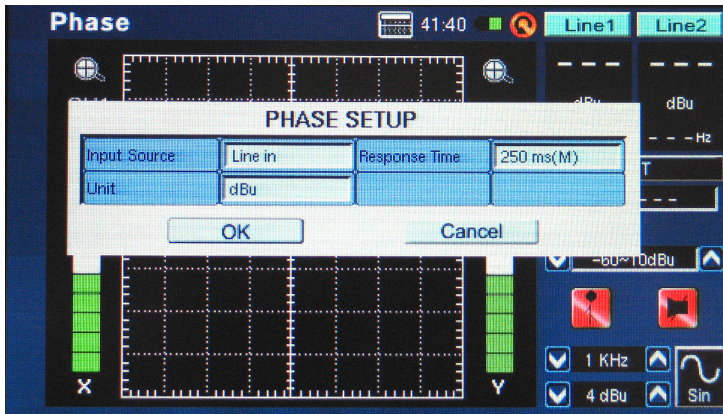 Phase
41:40
Line1
Line2
– – –
– – –
dBu
dBu
– – – Hz
PHASE SETUP
Input Source
Line in
Response Time
250 ms(M)
Unit
dBu
OK
Cancel
T
– – –
-60~10dBu
1 KHz
X
Y
4 dBu
Sin